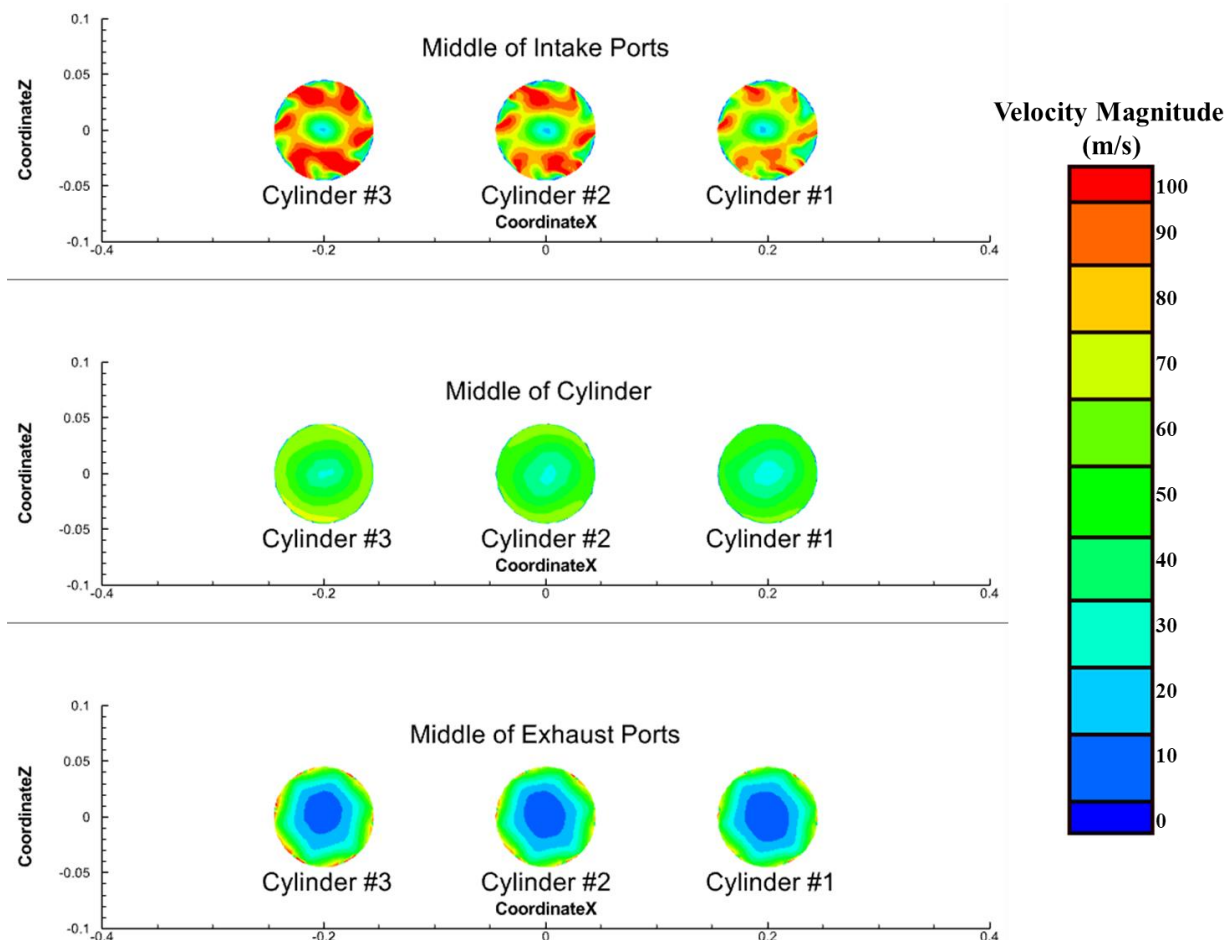 Middle of Intake Ports
0.1
0.05
0
-0.05
-0.1
CoordinateZ
Cylinder #3
Cylinder #2
Cylinder #1
CoordinateX
-0.4
-0.2
0
0.2
0.4
Middle of Cylinder
0.1
0.05
0
-0.05
-0.1
CoordinateZ
Cylinder #3
Cylinder #2
Cylinder #1
CoordinateX
-0.4
-0.2
0
0.2
0.4
Middle of Exhaust Ports
0.1
0.05
0
-0.05
-0.1
CoordinateZ
Cylinder #3
Cylinder #2
Cylinder #1
CoordinateX
-0.4
-0.2
0
0.2
0.4
Velocity Magnitude
(m/s)
100
90
80
70
60
50
40
30
20
10
0